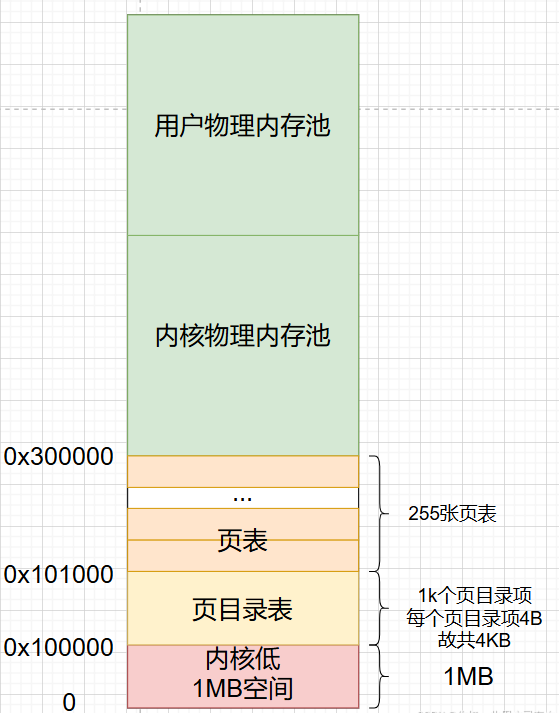 用户物理内存池
内核物理内存池
0x300000
...
255张页表
页表
0x101000
1k个页目录项
每个页目录项4B
故共4KB
页目录表
0x100000
内核低
1MB空间
1MB
0